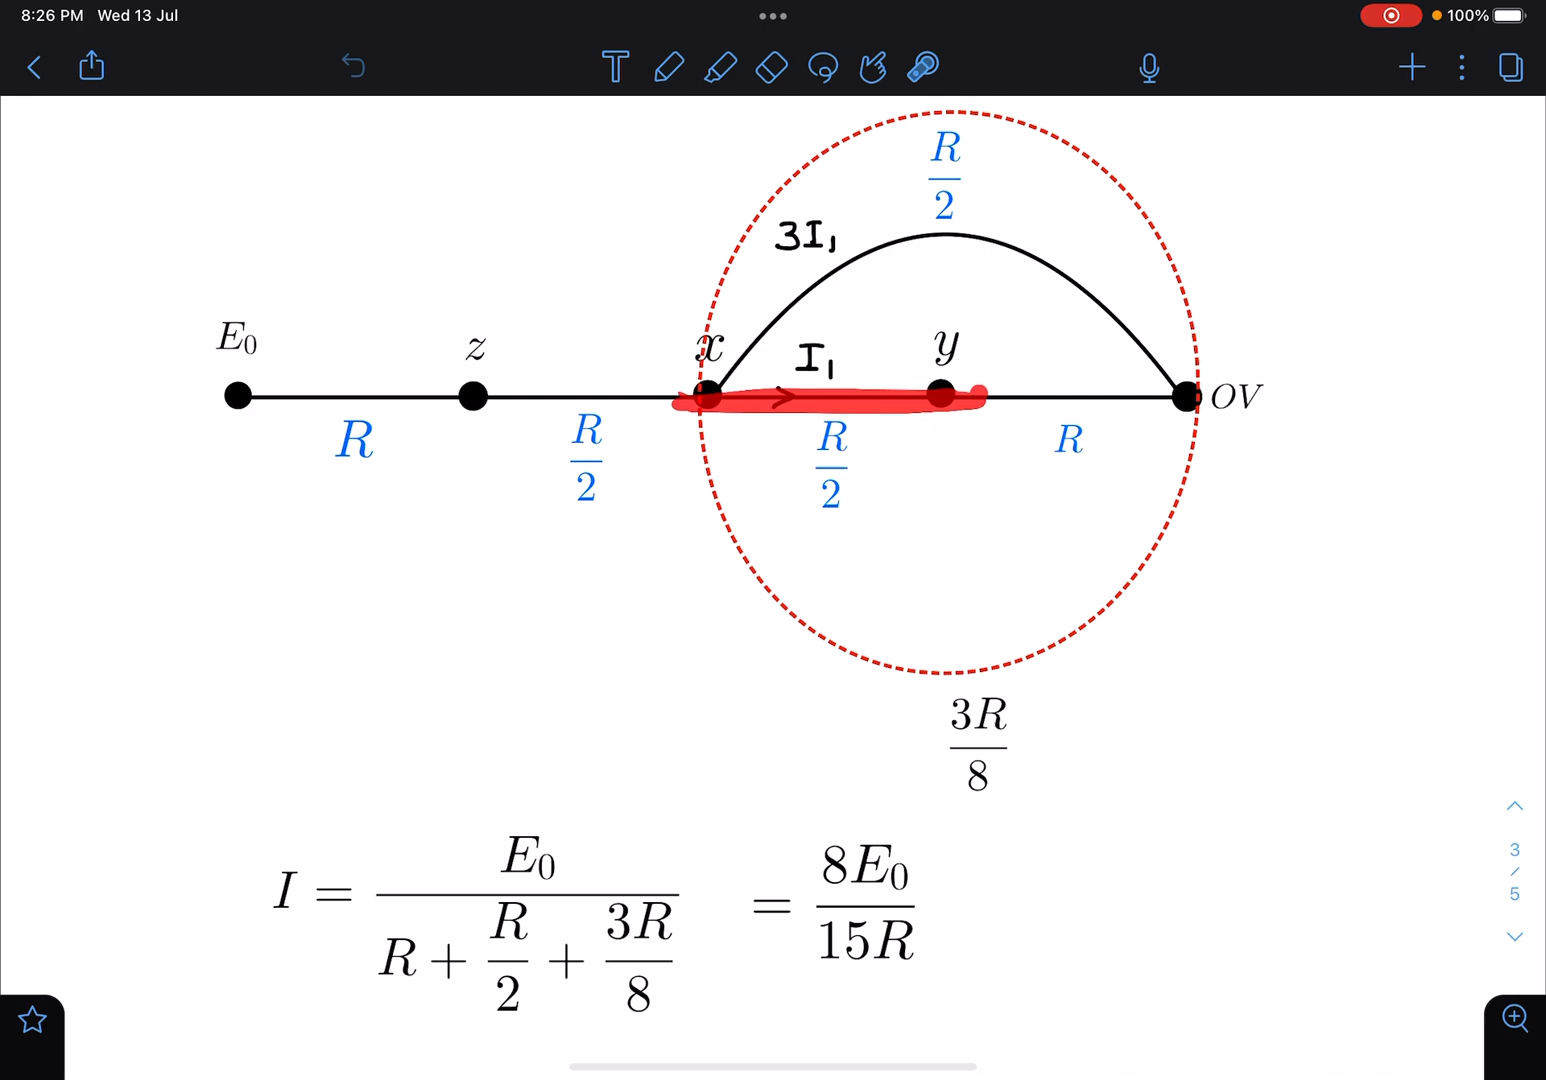 8:26 PM Wed 13 Jul
100%
T
R/2
3I₁
E₀
z
x
I₁
y
OV
R
R/2
R/2
R
3R/8
I = E₀/(R + R/2 + 3R/8) = 8E₀/15R
3
/
5